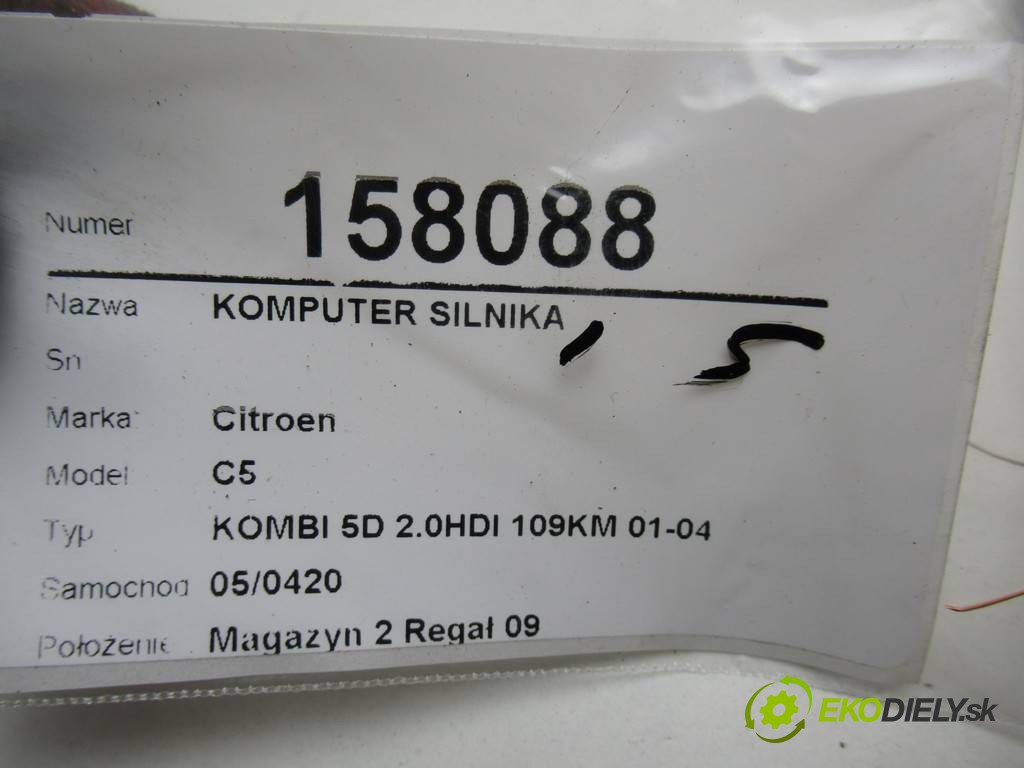 Numer 158088
Nazwa KOMPUTER SILNIKA
Sn
Marka Citroen
Model C5
Typ KOMBI 5D 2.0HDI 109KM 01-04
Samochod 05/0420
Położenie Magazyn 2 Regał 09
EKODIELY.sk